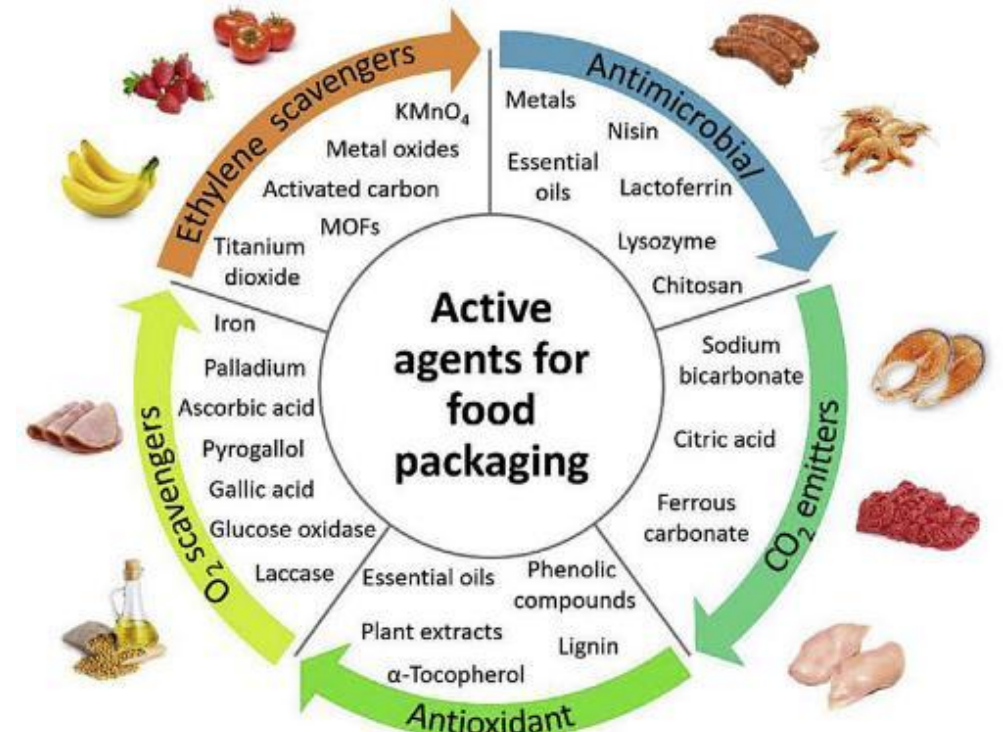 Active
agents for
food
packaging
Antimicrobial
Metals
Nisin
Essential
oils
Lactoferrin
Lysozyme
Chitosan
CO₂ emitters
Sodium
bicarbonate
Citric acid
Ferrous
carbonate
Antioxidant
Essential oils
Phenolic
compounds
Plant extracts
Lignin
α-Tocopherol
O₂ scavengers
Iron
Palladium
Ascorbic acid
Pyrogallol
Gallic acid
Glucose oxidase
Laccase
Ethylene scavengers
KMnO₄
Metal oxides
Activated carbon
MOFs
Titanium
dioxide